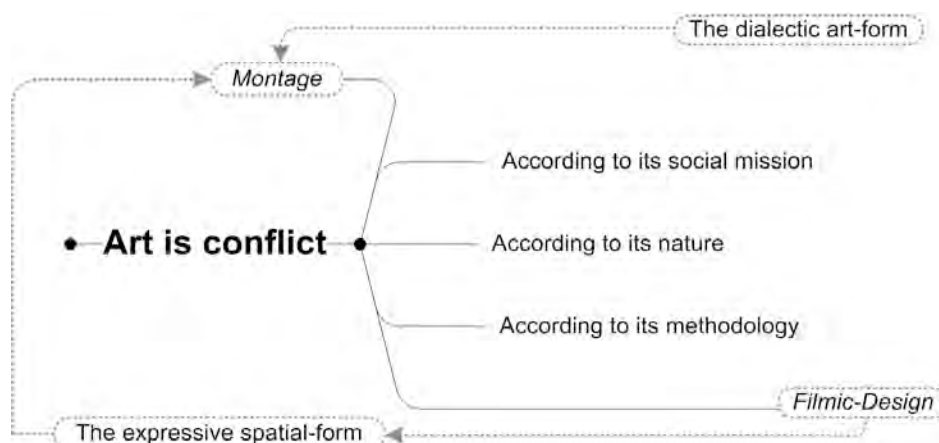 The dialectic art-form
Montage
According to its social mission
Art is conflict
According to its nature
According to its methodology
Filmic-Design
The expressive spatial-form